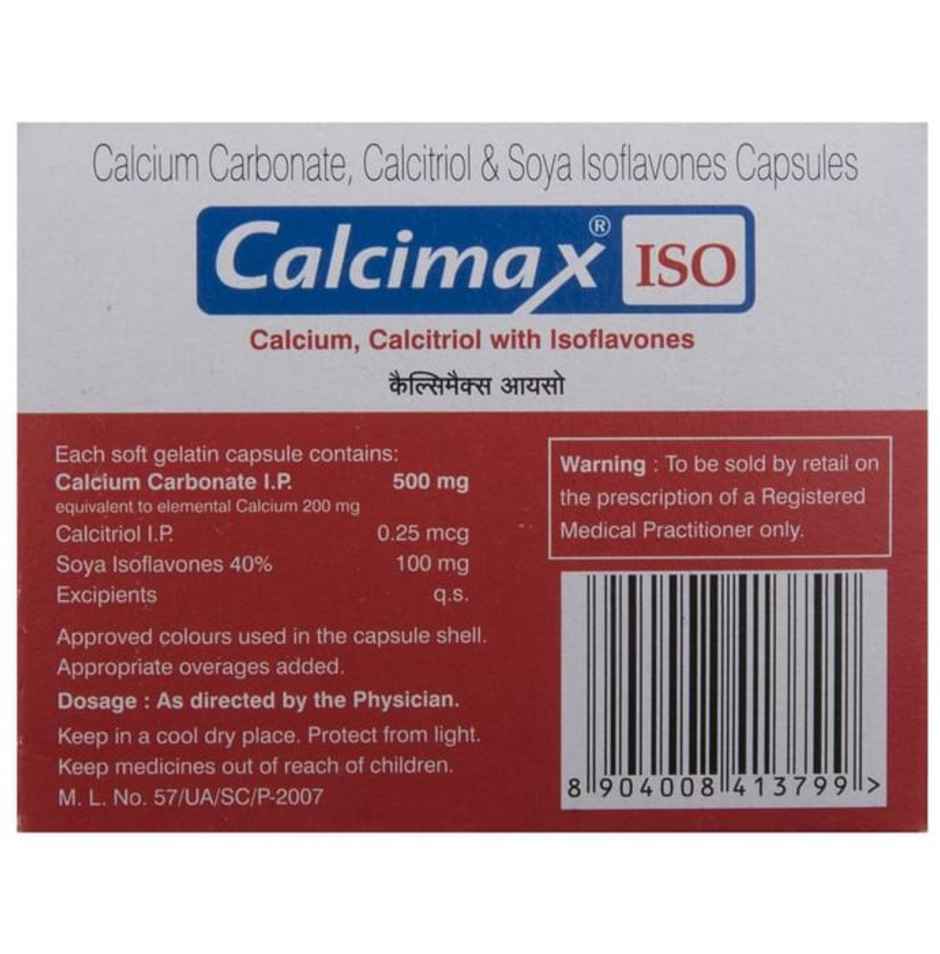 Calcium Carbonate, Calcitriol & Soya Isoflavones Capsules
Calcimax® ISO
Calcium, Calcitriol with Isoflavones
कैल्सिमैक्स आयसो
Each soft gelatin capsule contains:
Calcium Carbonate I.P. 500 mg
equivalent to elemental Calcium 200 mg
Calcitriol I.P. 0.25 mcg
Soya Isoflavones 40% 100 mg
Excipients q.s.
Approved colours used in the capsule shell.
Appropriate overages added.
Dosage : As directed by the Physician.
Keep in a cool dry place. Protect from light.
Keep medicines out of reach of children.
M. L. No. 57/UA/SC/P-2007
Warning : To be sold by retail on
the prescription of a Registered
Medical Practitioner only.
8 904008 413799 >